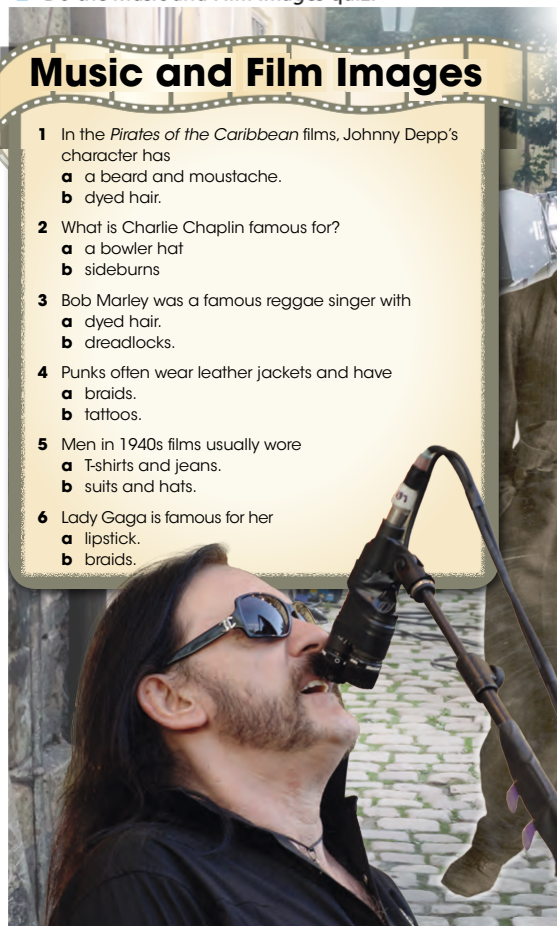 Music and Film Images
1 In the Pirates of the Caribbean films, Johnny Depp's
character has
a a beard and moustache.
b dyed hair.
2 What is Charlie Chaplin famous for?
a a bowler hat
b sideburns
3 Bob Marley was a famous reggae singer with
a dyed hair.
b dreadlocks.
4 Punks often wear leather jackets and have
a braids.
b tattoos.
5 Men in 1940s films usually wore
a T-shirts and jeans.
b suits and hats.
6 Lady Gaga is famous for her
a lipstick.
b braids.